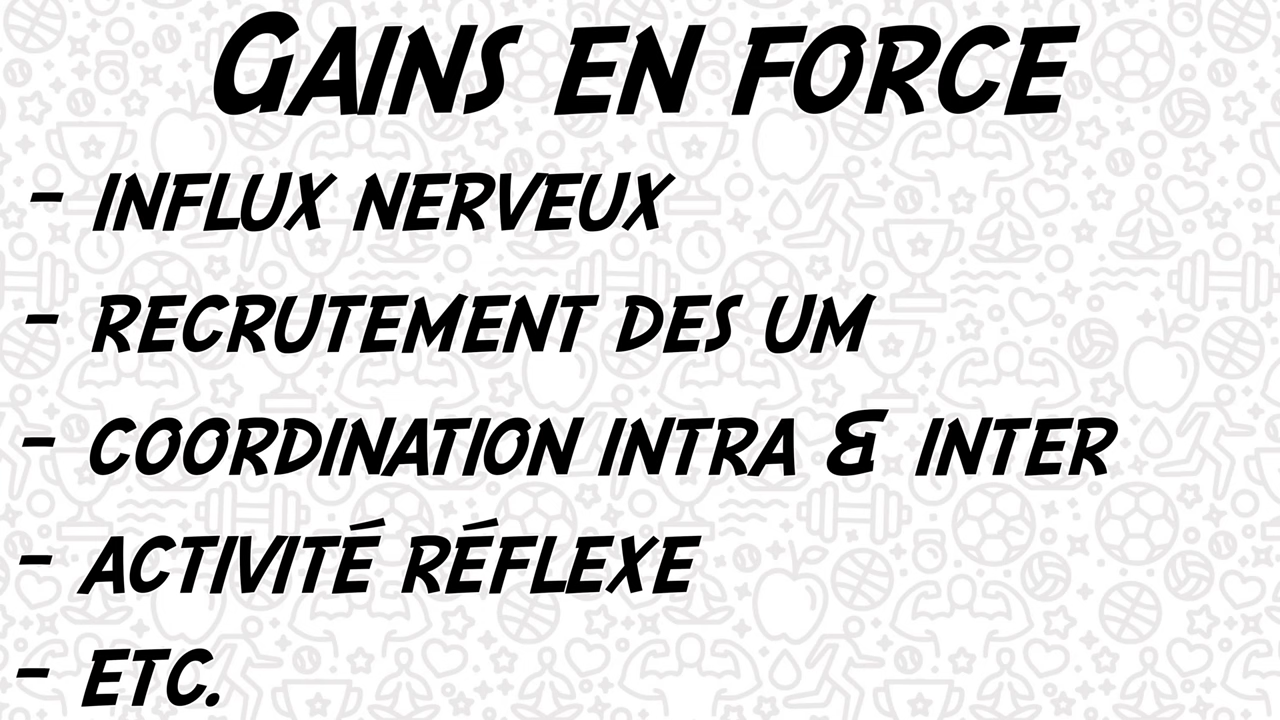 GAINS EN FORCE
- INFLUX NERVEUX
- RECRUTEMENT DES UM
- COORDINATION INTRA & INTER
- ACTIVITÉ RÉFLEXE
- ETC.